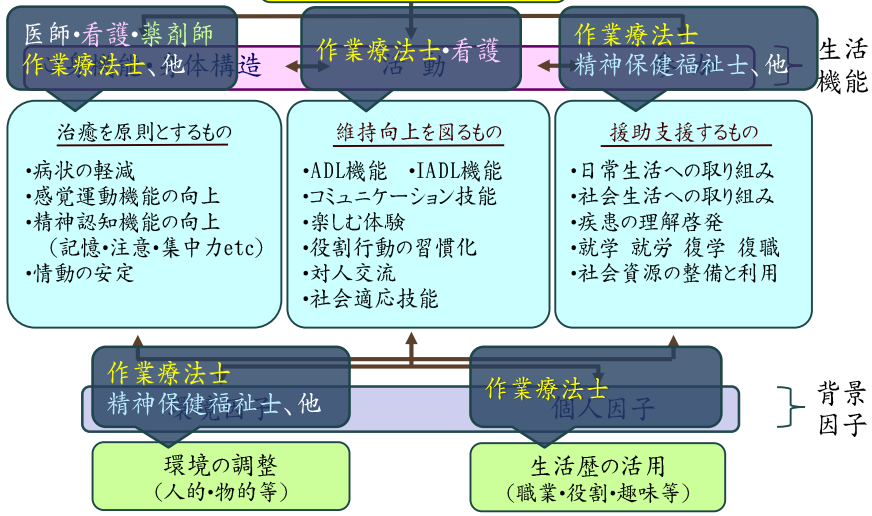 医師・看護・薬剤師
作業療法士、他
体構造
作業療法士・看護
活　動
作業療法士
精神保健福祉士、他
生活
機能
治癒を原則とするもの
・病状の軽減
・感覚運動機能の向上
・精神認知機能の向上
（記憶・注意・集中力etc）
・情動の安定
維持向上を図るもの
・ADL機能　・IADL機能
・コミュニケーション技能
・楽しむ体験
・役割行動の習慣化
・対人交流
・社会適応技能
援助支援するもの
・日常生活への取り組み
・社会生活への取り組み
・疾患の理解啓発
・就学 就労 復学 復職
・社会資源の整備と利用
作業療法士
精神保健福祉士、他
環境因子
作業療法士
個人因子
背景
因子
環境の調整
（人的・物的等）
生活歴の活用
（職業・役割・趣味等）